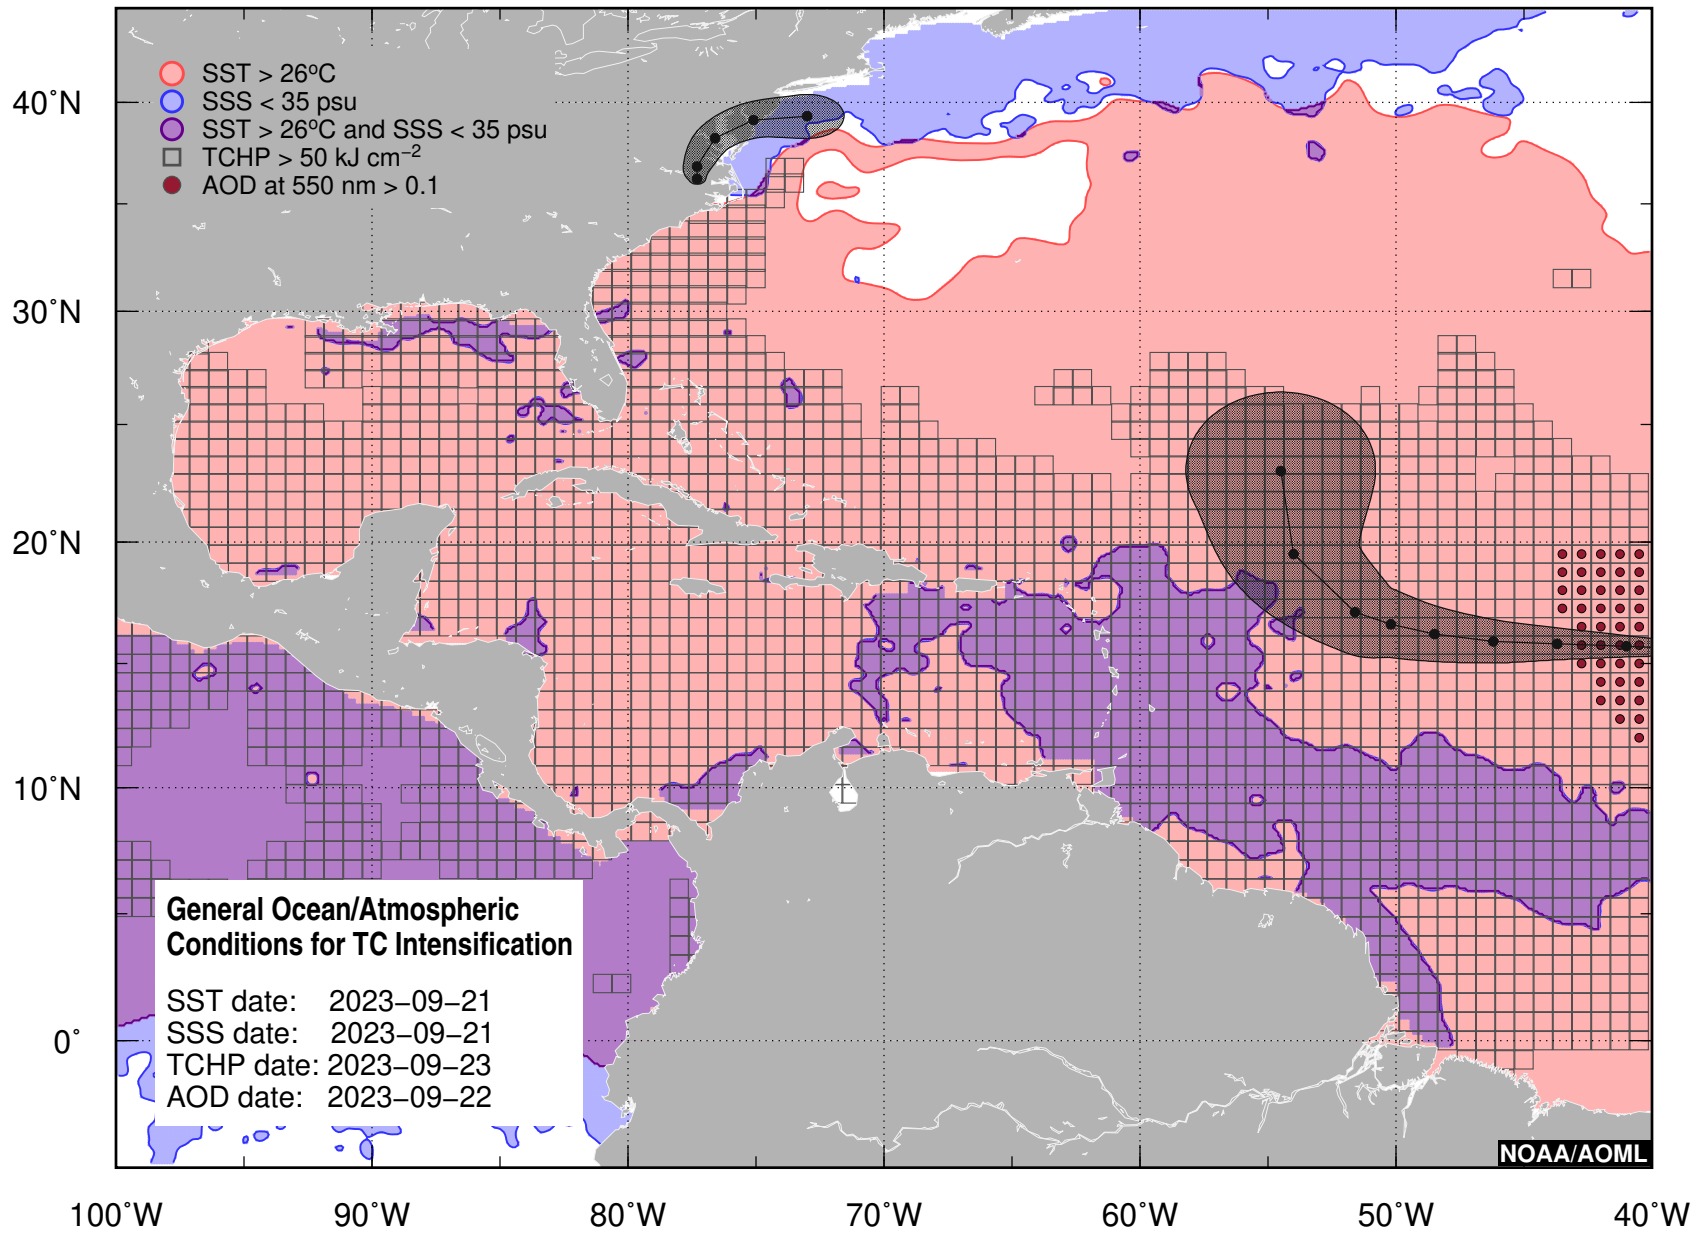 SST > 26°C
SSS < 35 psu
SST > 26°C and SSS < 35 psu
TCHP > 50 kJ cm⁻²
AOD at 550 nm > 0.1
40°N
30°N
20°N
10°N
0°
General Ocean/Atmospheric
Conditions for TC Intensification
SST date: 2023−09−21
SSS date: 2023−09−21
TCHP date: 2023−09−23
AOD date: 2023−09−22
NOAA/AOML
100°W 90°W 80°W 70°W 60°W 50°W 40°W